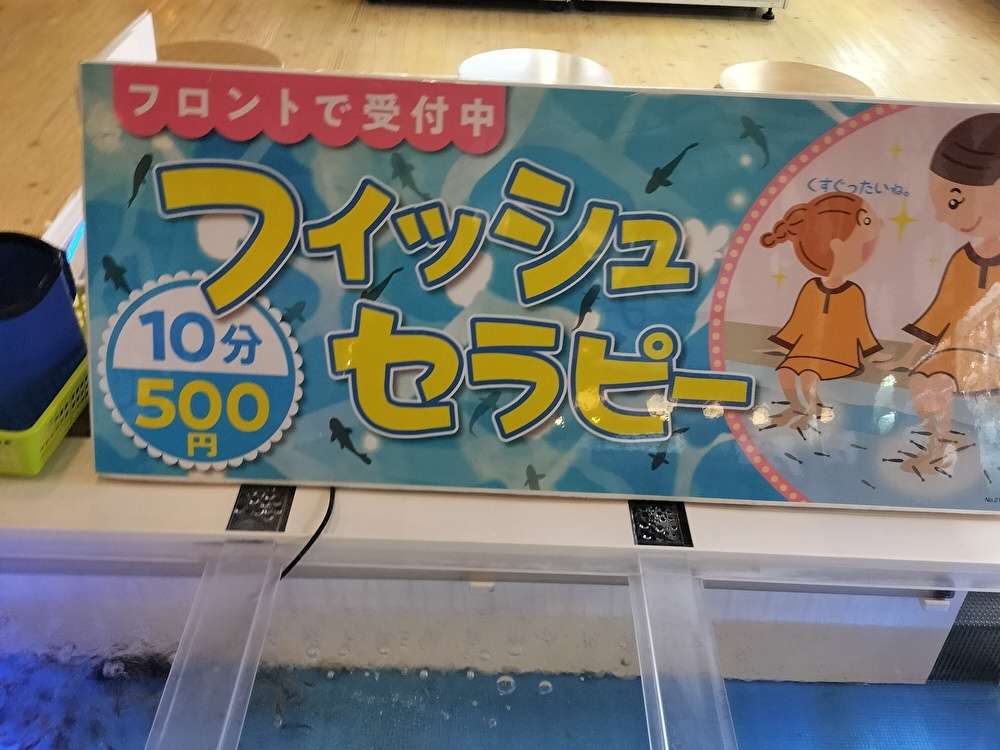 フロントで受付中
フィッシュ
セラピー
10分
500
円
くすぐったいね。